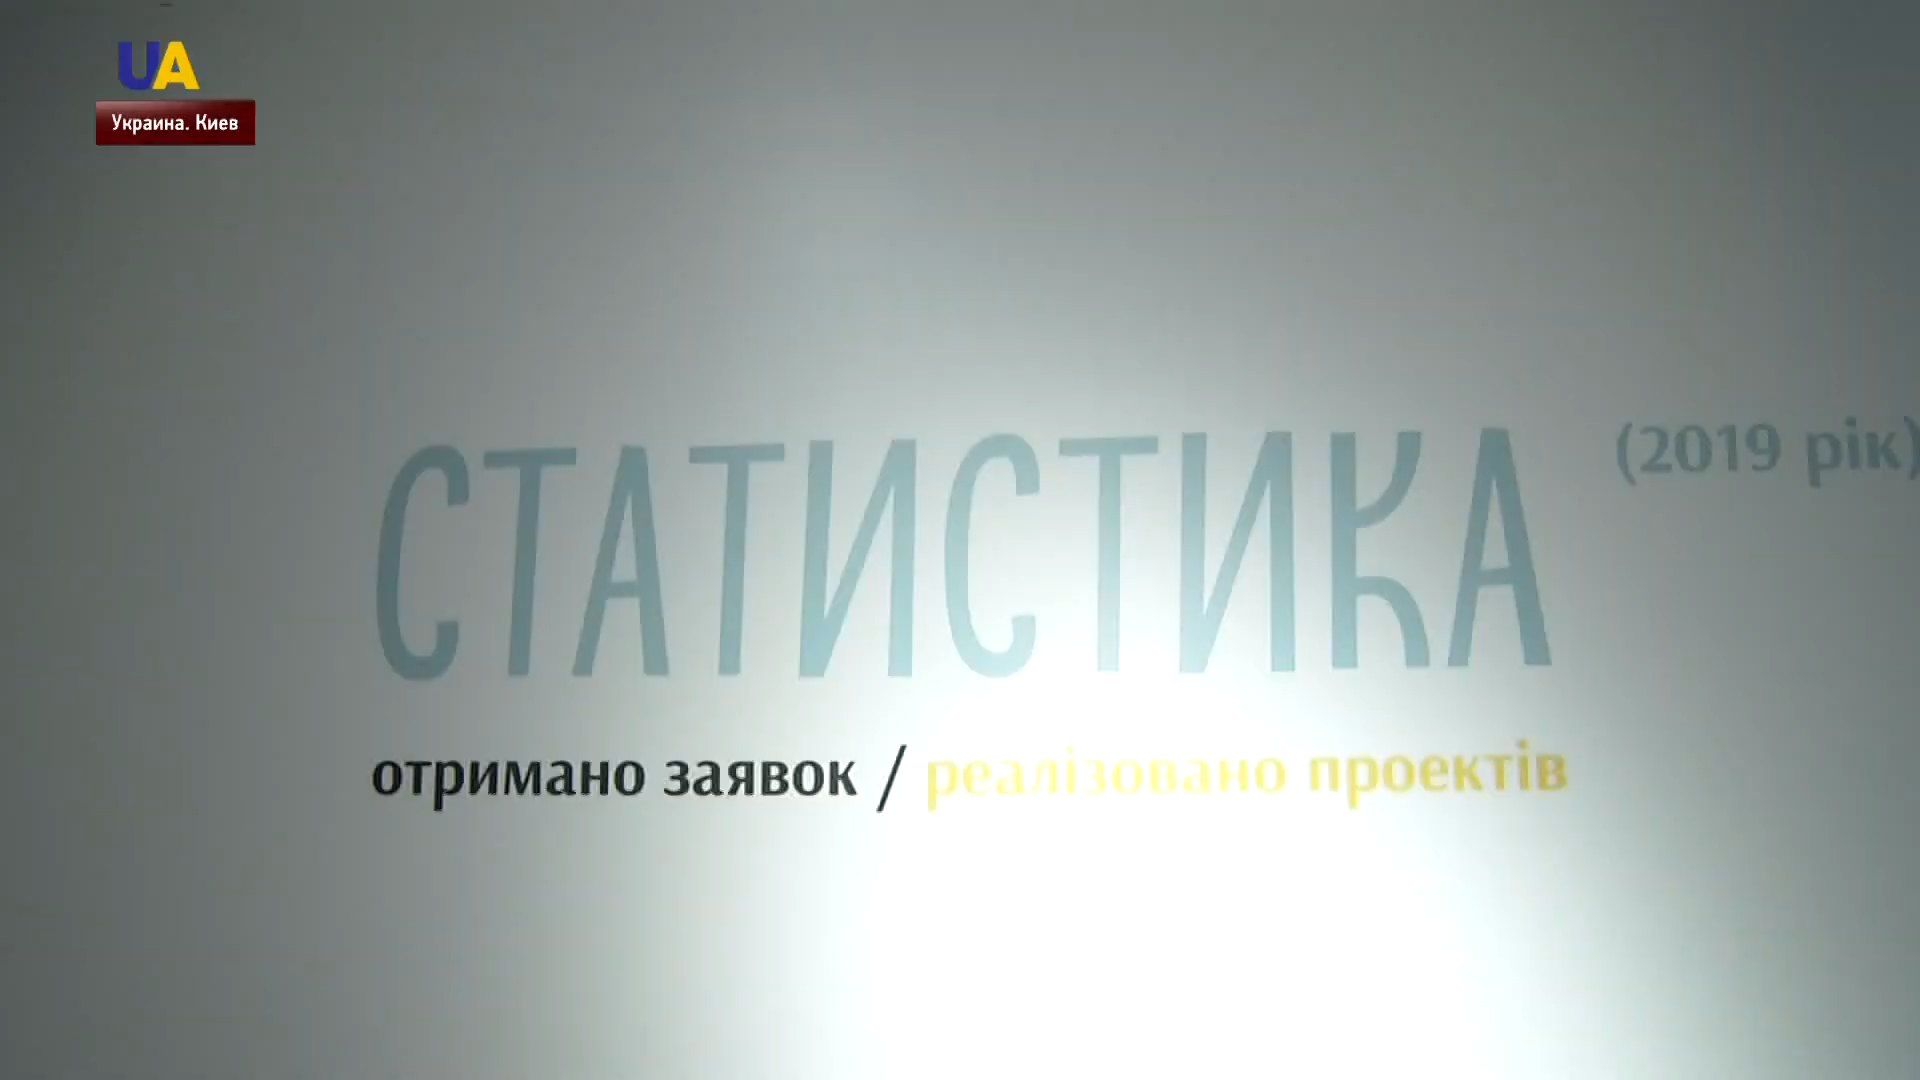 UA
Украина. Киев
СТАТИСТИКА (2019 рік)
отримано заявок / реалізовано проектів